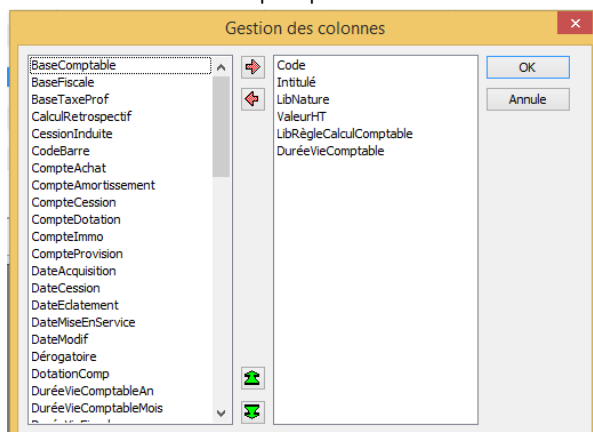 Gestion des colonnes
BaseComptable
BaseFiscale
BaseTaxeProf
CalculRetrospectif
CessionInduite
CodeBarre
CompteAchat
CompteAmortissement
CompteCession
CompteDotation
CompteImmo
CompteProvision
DateAcquisition
DateCession
DateEclatement
DateMiseEnService
DateModif
Dérogatoire
DotationComp
DuréeVieComptableAn
DuréeVieComptableMois
Code
Intitulé
LibNature
ValeurHT
LibRègleCalculComptable
DuréeVieComptable
OK
Annule